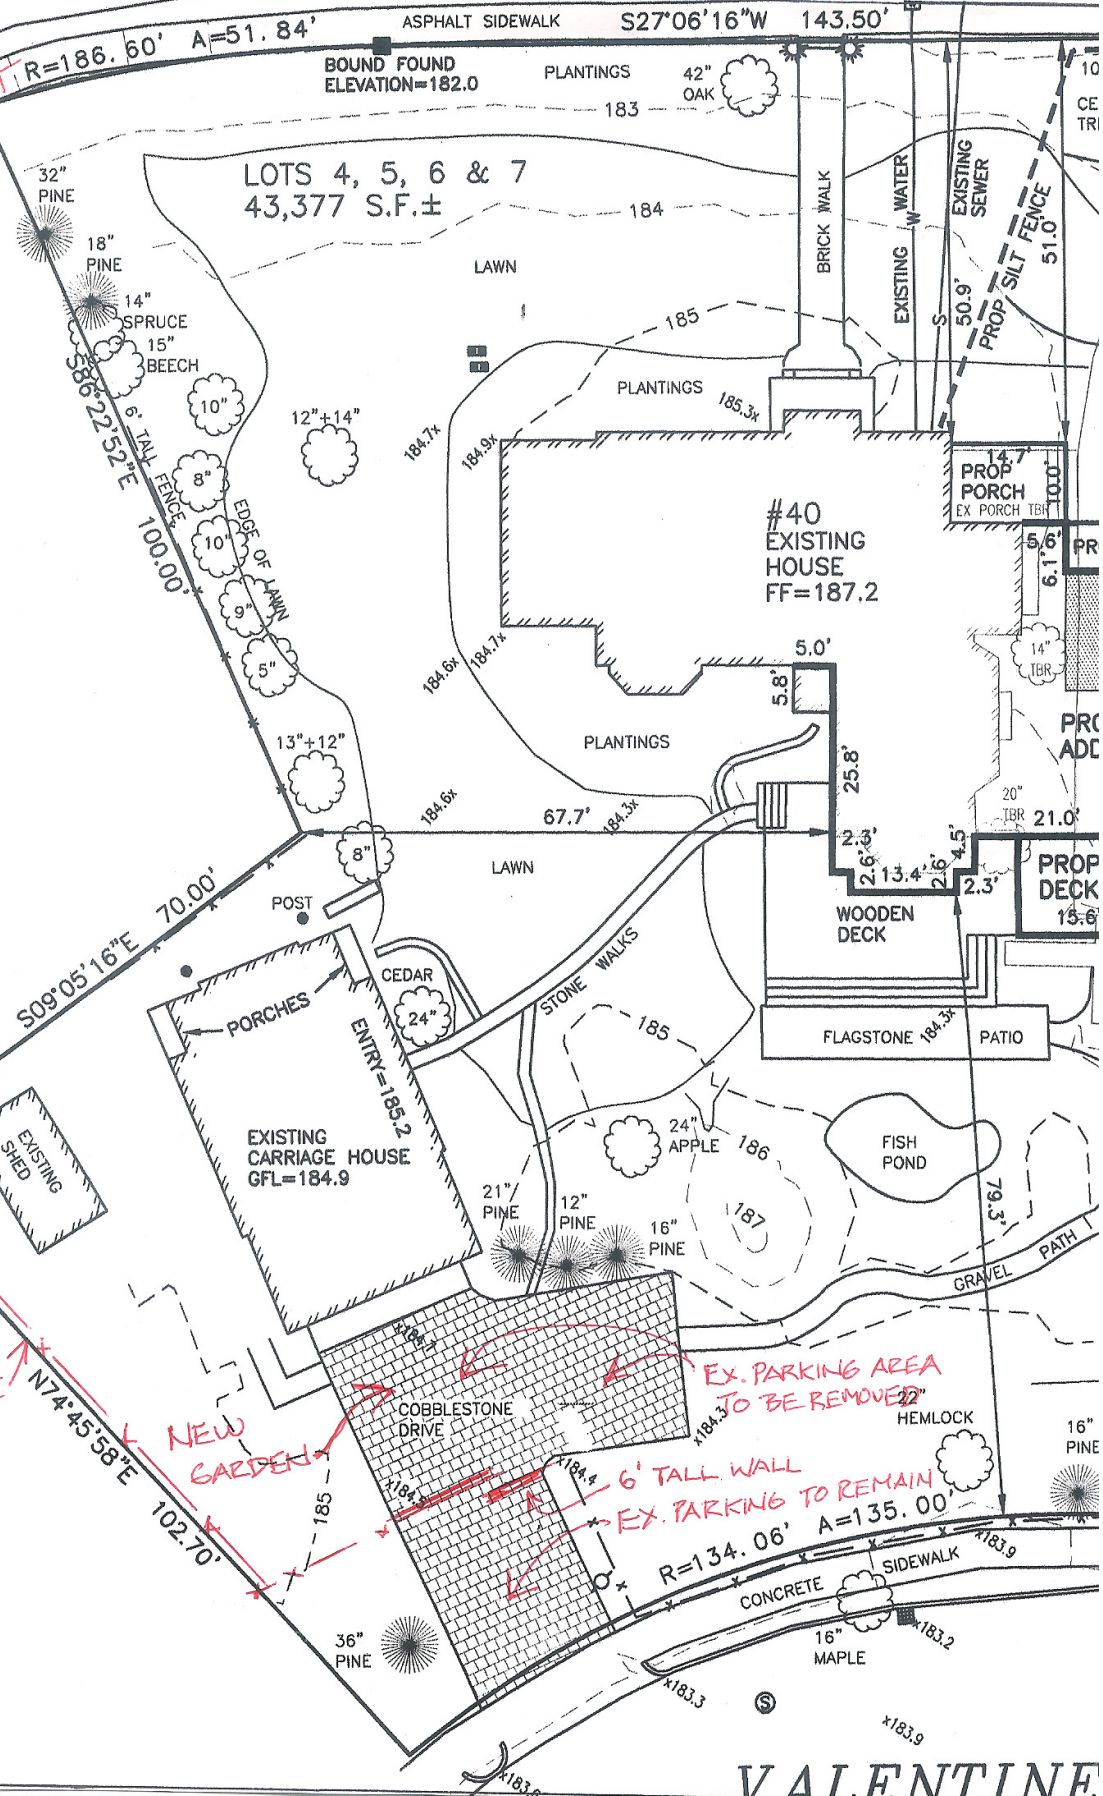 R=186.60' A=51.84'
ASPHALT SIDEWALK
S27°06'16"W 143.50'
BOUND FOUND
ELEVATION=182.0
PLANTINGS
42"
OAK
183
LOTS 4, 5, 6 & 7
43,377 S.F.±
184
32"
PINE
18"
PINE
14"
SPRUCE
15"
BEECH
LAWN
BRICK WALK
EXISTING WATER
W
EXISTING
SEWER
S
50.9'
PROP SILT FENCE
51.0'
185
PLANTINGS
185.3x
S86°22'52"E
100.00'
6' TALL FENCE
10"
12"+14"
184.7x
184.9x
8"
10"
EDGE OF LAWN
9"
5"
13"+12"
8"
#40
EXISTING
HOUSE
FF=187.2
14.7'
PROP
PORCH
10.0'
EX PORCH TBR
5.6'
6.1'
14"
TBR
5.0'
5.8'
25.8'
184.6x
184.7x
PLANTINGS
184.6x
67.7'
184.3x
20"
TBR
21.0'
2.3'
2.6'
13.4'
2.6'
4.5'
2.3'
PROP
DECK
15.6
WOODEN
DECK
LAWN
70.00'
S09°05'16"E
POST
PORCHES
CEDAR
24"
STONE WALKS
ENTRY=185.2
185
FLAGSTONE
184.3x
PATIO
EXISTING
SHED
EXISTING
CARRIAGE HOUSE
GFL=184.9
24"
APPLE
186
FISH
POND
187
79.3'
21"
PINE
12"
PINE
16"
PINE
GRAVEL PATH
x184.7
EX. PARKING AREA
TO BE REMOVED
N74°45'58"E
102.70'
NEW
GARDEN
COBBLESTONE
DRIVE
x184.3
22"
HEMLOCK
16"
PINE
x184.4
6' TALL WALL
EX. PARKING TO REMAIN
185
R=134.06' A=135.00'
x183.9
SIDEWALK
CONCRETE
36"
PINE
16"
MAPLE
x183.2
x183.3
S
x183.9
VALENTINE